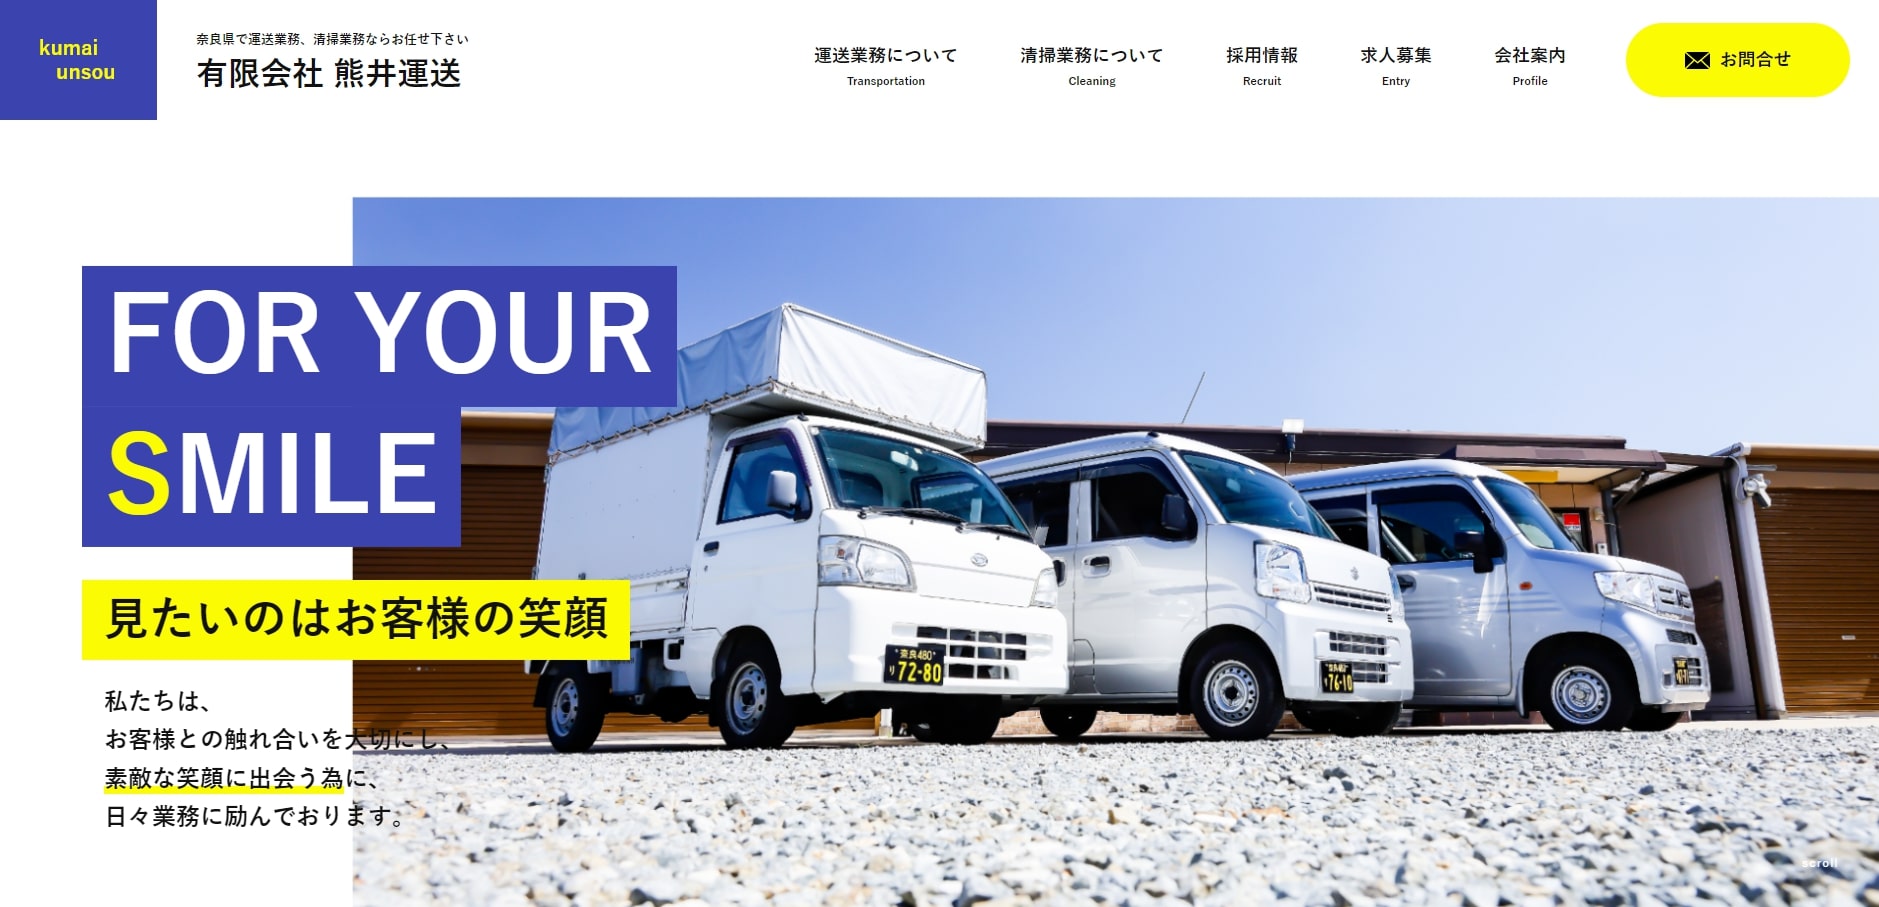 kumai
unsou
奈良県で運送業務、清掃業務ならお任せ下さい
有限会社 熊井運送
運送業務について
Transportation
清掃業務について
Cleaning
採用情報
Recruit
求人募集
Entry
会社案内
Profile
お問合せ
FOR YOUR
SMILE
見たいのはお客様の笑顔
私たちは、
お客様との触れ合いを大切にし、
素敵な笑顔に出会う為に、
日々業務に励んでおります。
奈良480
り 72-80
76-10
scroll